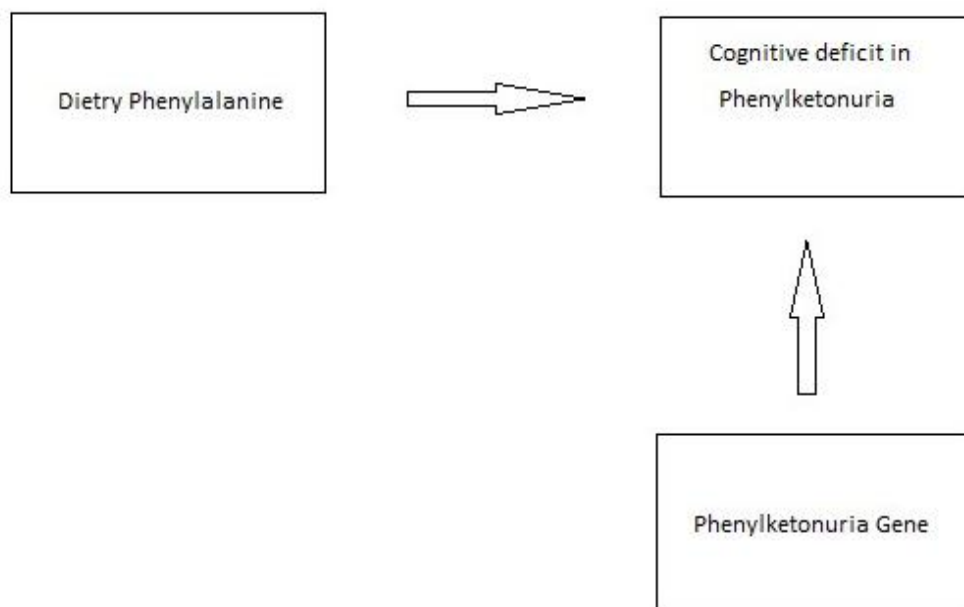 Dietry Phenylalanine
Cognitive deficit in
Phenylketonuria
Phenylketonuria Gene